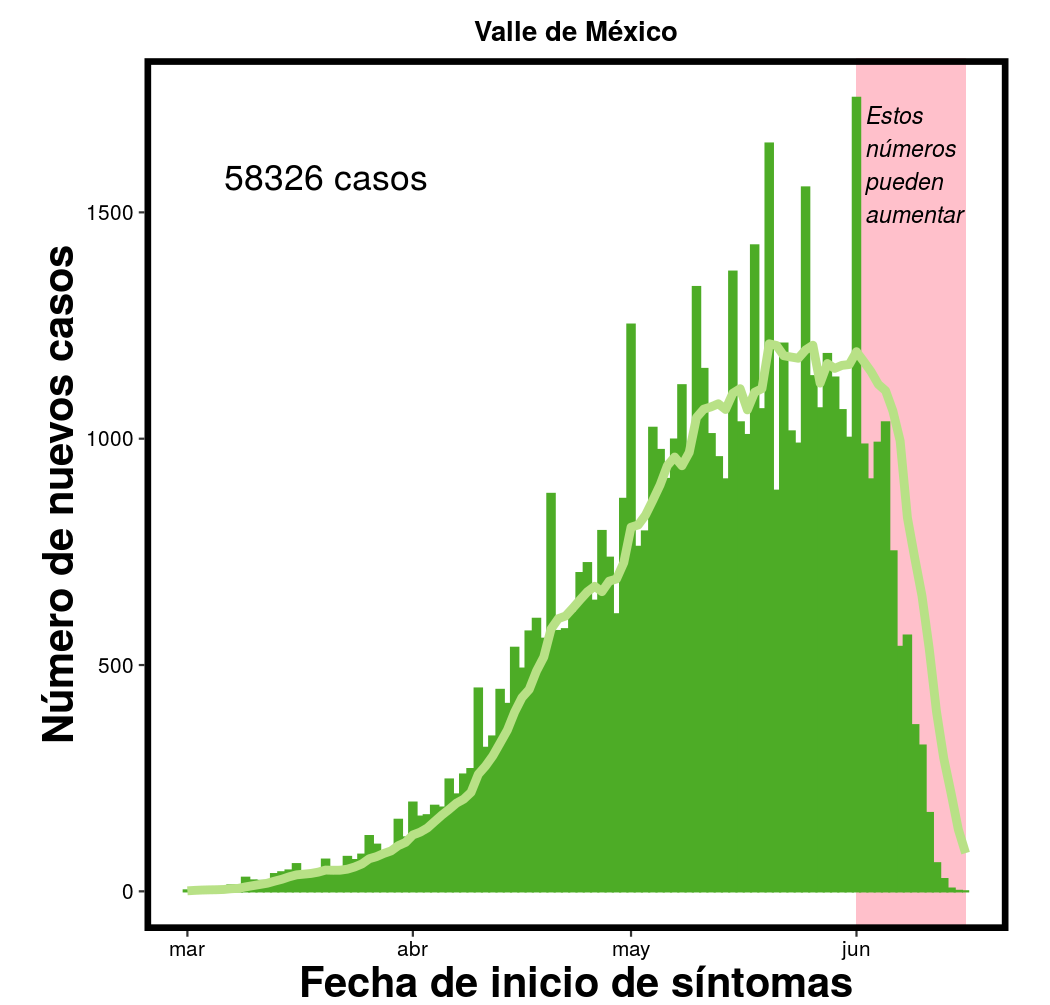 Valle de México
58326 casos
Estos
números
pueden
aumentar
1500
1000
500
0
Número de nuevos casos
mar
abr
may
jun
Fecha de inicio de síntomas